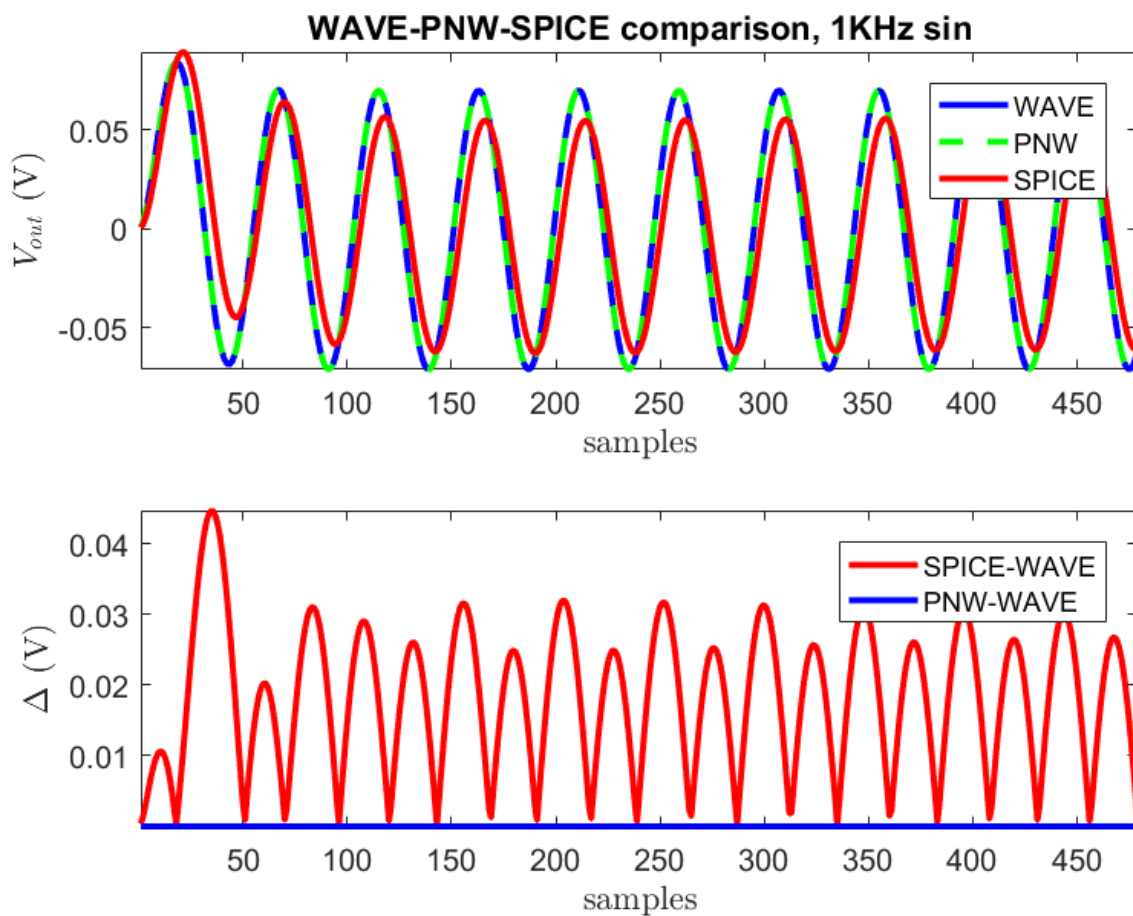 WAVE-PNW-SPICE comparison, 1KHz sin
V_out (V)
0.05
0
-0.05
WAVE
PNW
SPICE
50 100 150 200 250 300 350 400 450
samples
Δ (V)
0.04
0.03
0.02
0.01
SPICE-WAVE
PNW-WAVE
50 100 150 200 250 300 350 400 450
samples